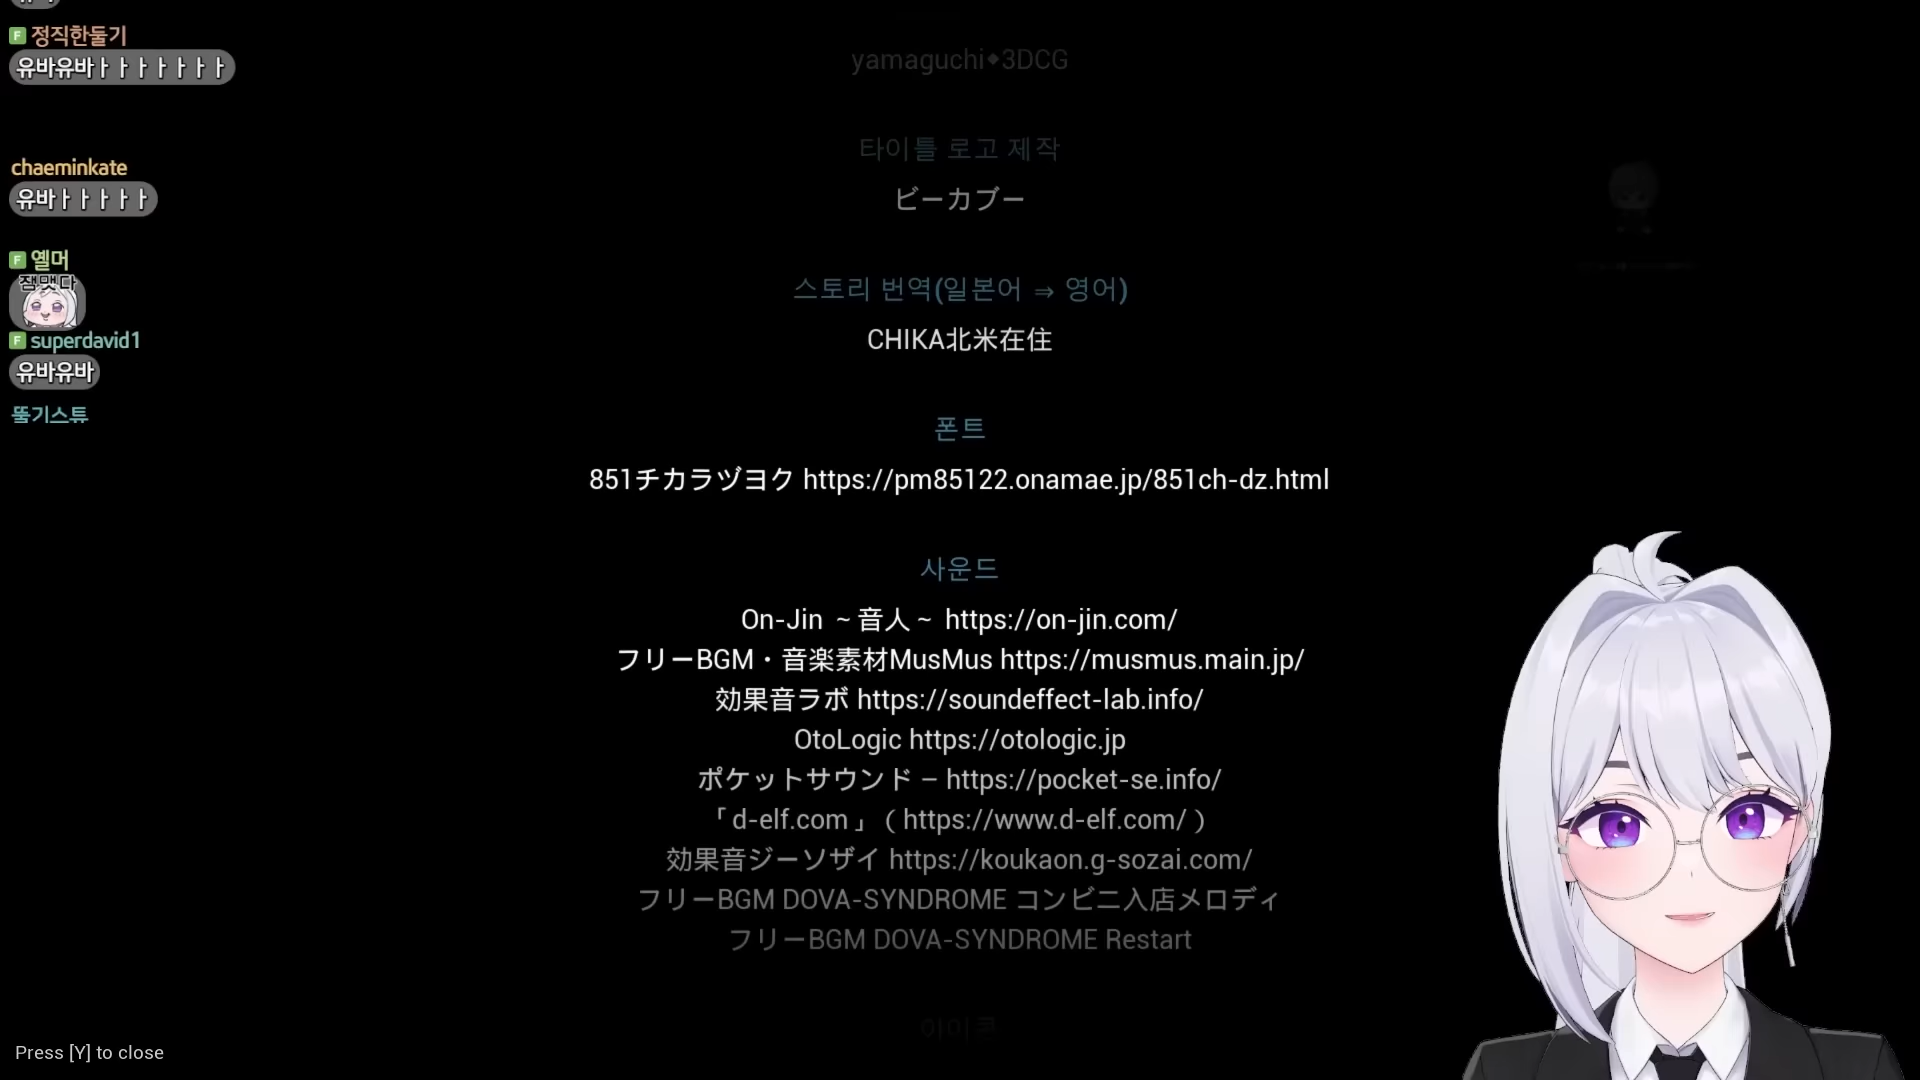 정직한둘기
유바유바ㅏㅏㅏㅏㅏㅏㅏ
chaeminkate
유바ㅏㅏㅏㅏㅏ
옐머
잼맷다
superdavid1
유바유바
뚤기스튜
yamaguchi◆3DCG
타이틀 로고 제작
ビーカブー
스토리 번역(일본어 ⇒ 영어)
CHIKA北米在住
폰트
851チカラヅヨク https://pm85122.onamae.jp/851ch-dz.html
사운드
On-Jin ～音人～ https://on-jin.com/
フリーBGM・音楽素材MusMus https://musmus.main.jp/
効果音ラボ https://soundeffect-lab.info/
OtoLogic https://otologic.jp
ポケットサウンド – https://pocket-se.info/
「d-elf.com」（https://www.d-elf.com/）
効果音ジーソザイ https://koukaon.g-sozai.com/
フリーBGM DOVA-SYNDROME コンビニ入店メロディ
フリーBGM DOVA-SYNDROME Restart
아이콘
Press [Y] to close